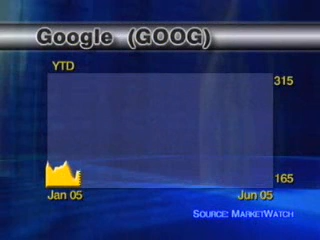 Google (GOOG)
YTD
315
165
Jan 05 Jun 05
Source: MarketWatch